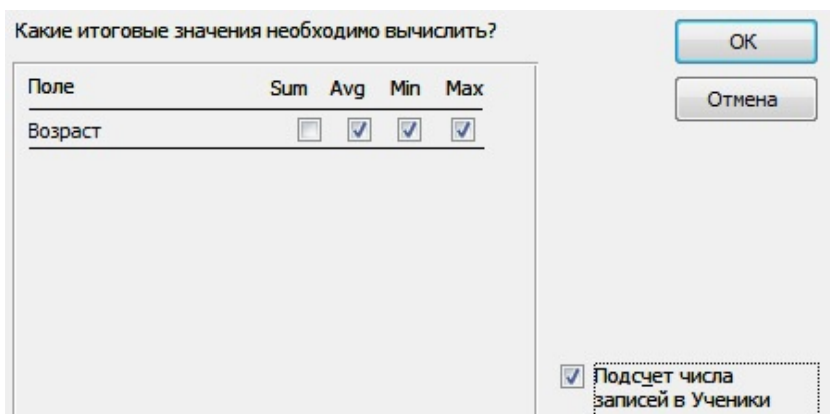 Какие итоговые значения необходимо вычислить?
OK
Отмена
Поле Sum Avg Min Max
Возраст
Подсчет числа
записей в Ученики